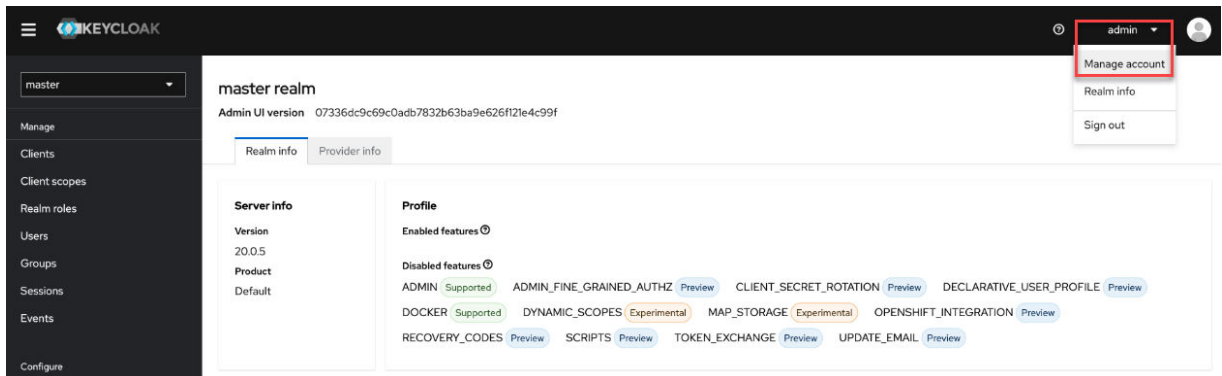 KEYCLOAK
admin
Manage account
Realm info
Sign out
master
Manage
Clients
Client scopes
Realm roles
Users
Groups
Sessions
Events
Configure
master realm
Admin UI version 07336dc9c69c0adb7832b63ba9e626f121e4c99f
Realm info Provider info
Server info
Version
20.0.5
Product
Default
Profile
Enabled features
Disabled features
ADMIN Supported ADMIN_FINE_GRAINED_AUTHZ Preview CLIENT_SECRET_ROTATION Preview DECLARATIVE_USER_PROFILE Preview
DOCKER Supported DYNAMIC_SCOPES Experimental MAP_STORAGE Experimental OPENSHIFT_INTEGRATION Preview
RECOVERY_CODES Preview SCRIPTS Preview TOKEN_EXCHANGE Preview UPDATE_EMAIL Preview